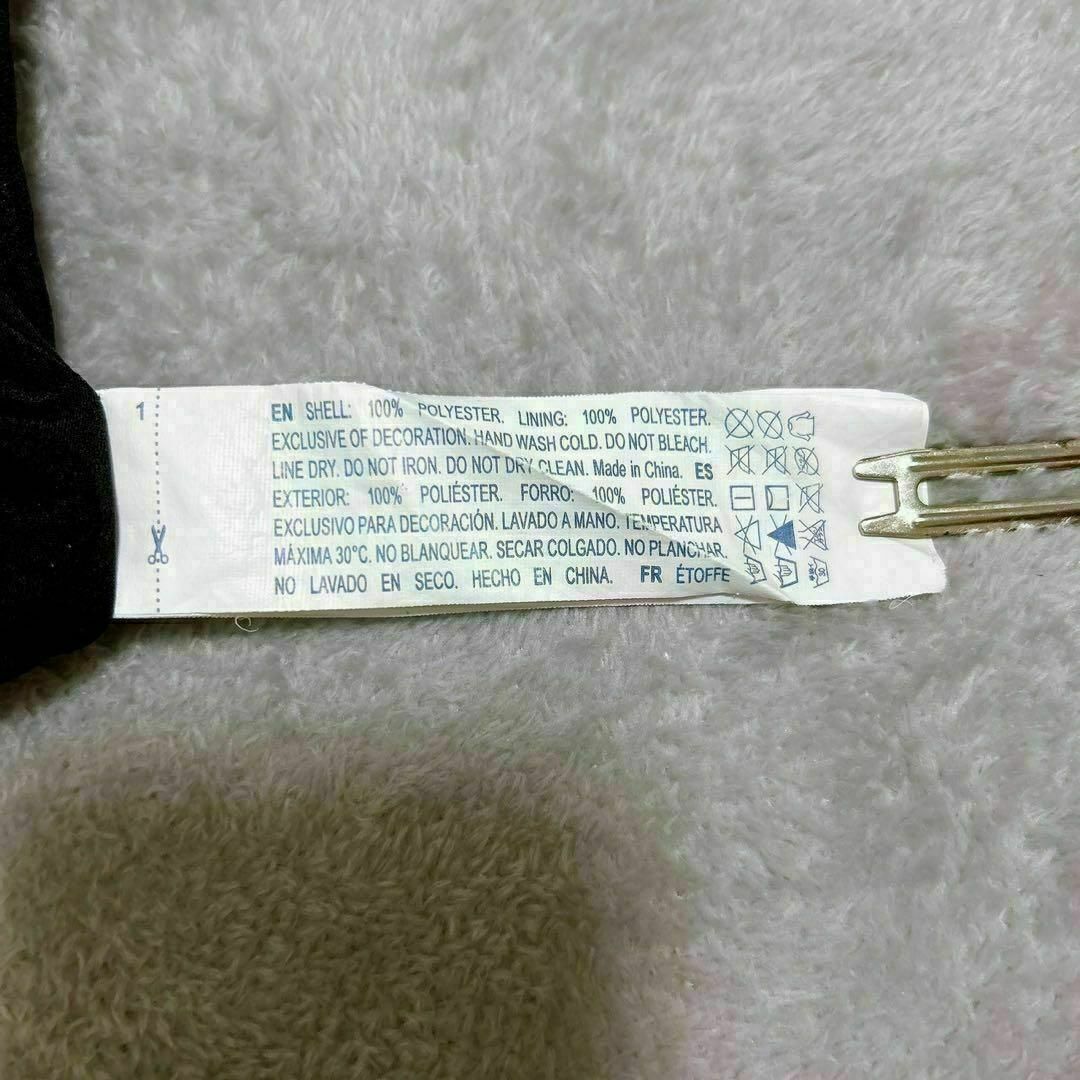 1
EN SHELL: 100% POLYESTER. LINING: 100% POLYESTER.
EXCLUSIVE OF DECORATION. HAND WASH COLD. DO NOT BLEACH.
LINE DRY. DO NOT IRON. DO NOT DRY CLEAN. Made in China. ES
EXTERIOR: 100% POLIÉSTER. FORRO: 100% POLIÉSTER.
EXCLUSIVO PARA DECORACIÓN. LAVADO A MANO. TEMPERATURA
MÁXIMA 30°C. NO BLANQUEAR. SECAR COLGADO. NO PLANCHAR.
NO LAVADO EN SECO. HECHO EN CHINA. FR ÉTOFFE